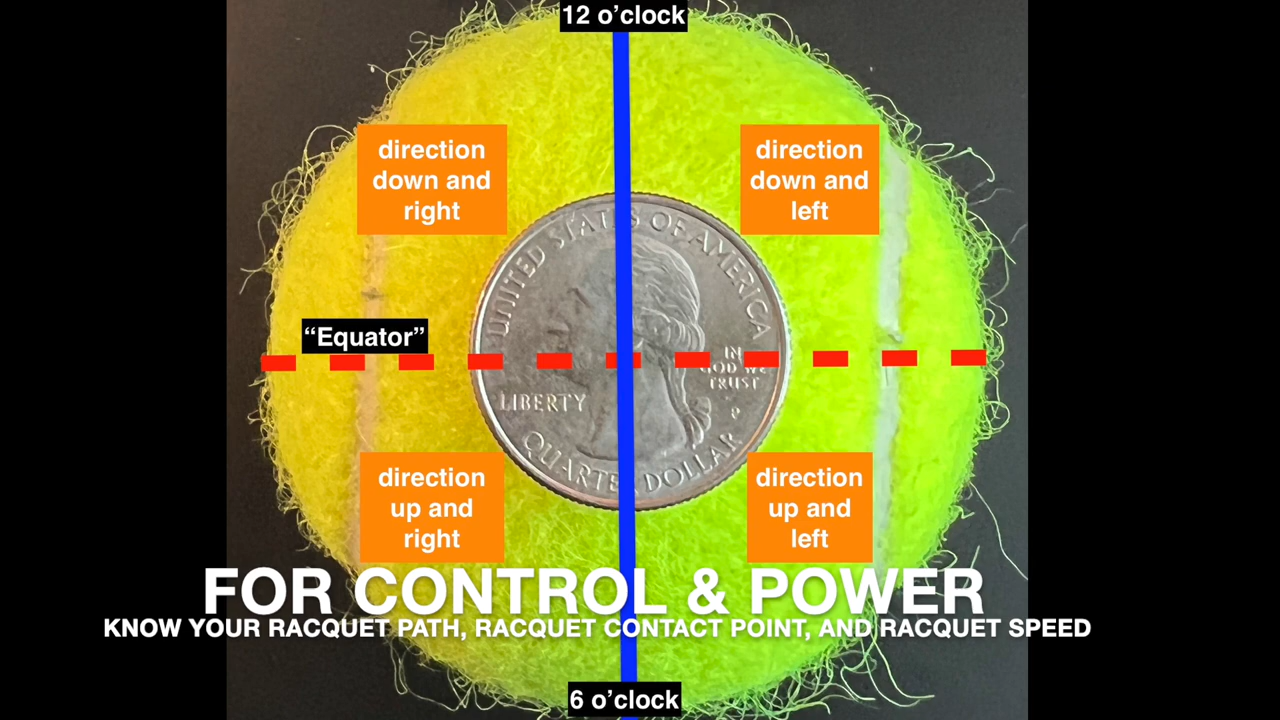 12 o’clock
direction
down and
right
direction
down and
left
UNITED STATES OF AMERICA
“Equator”
IN
GOD WE
TRUST
LIBERTY
QUARTER DOLLAR
direction
up and
right
direction
up and
left
FOR CONTROL & POWER
KNOW YOUR RACQUET PATH, RACQUET CONTACT POINT, AND RACQUET SPEED
6 o’clock